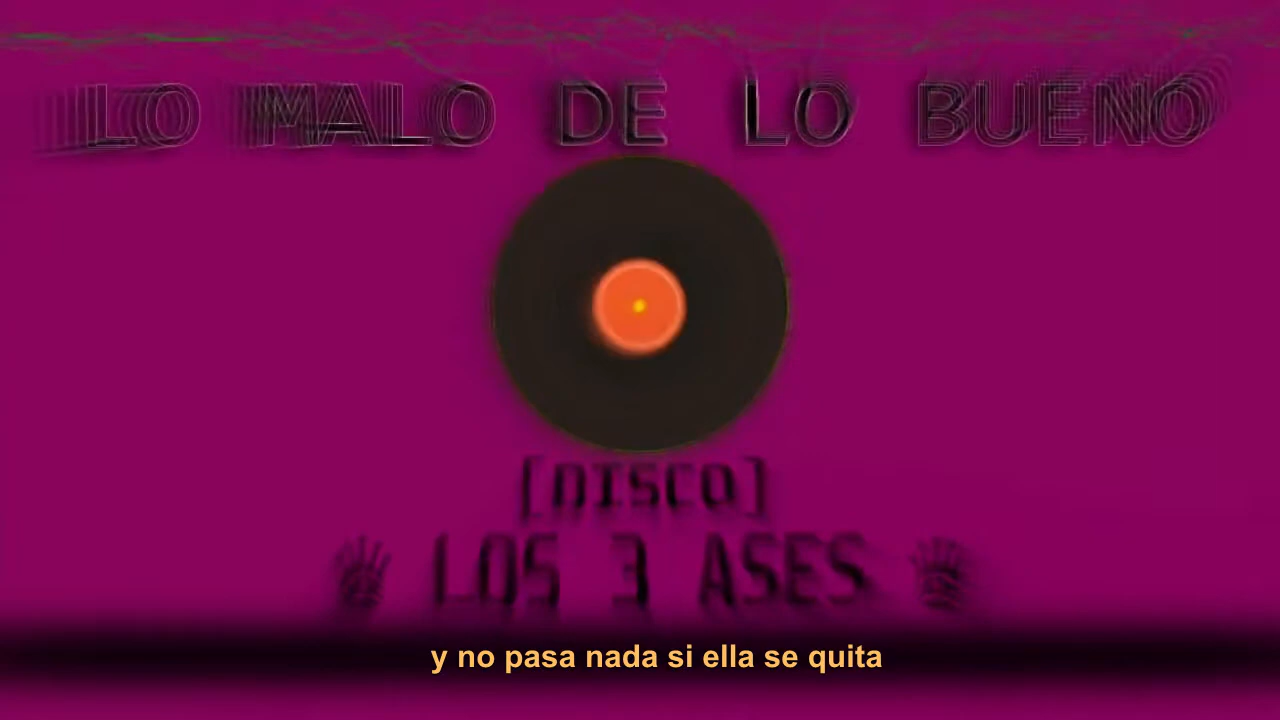 LO MALO DE LO BUENO
[DISCO]
LOS 3 ASES
y no pasa nada si ella se quita